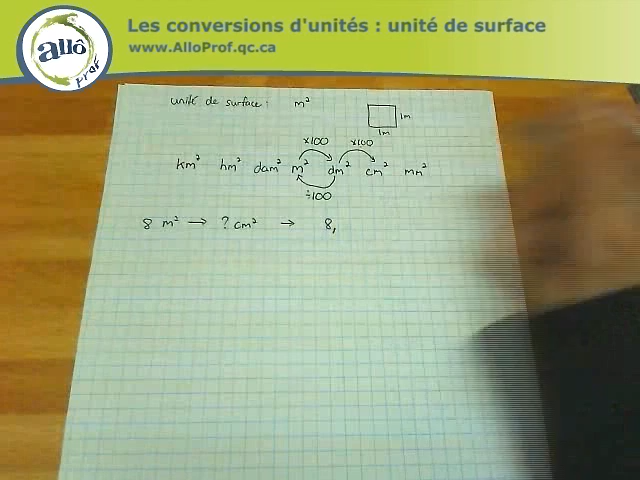 Les conversions d'unités : unité de surface
www.AlloProf.qc.ca
allô prof
unité de surface : m²
1m
1m
x100 x100
km² hm² dam² m² dm² cm² mm²
÷100
8 m² → ? cm² → 8,